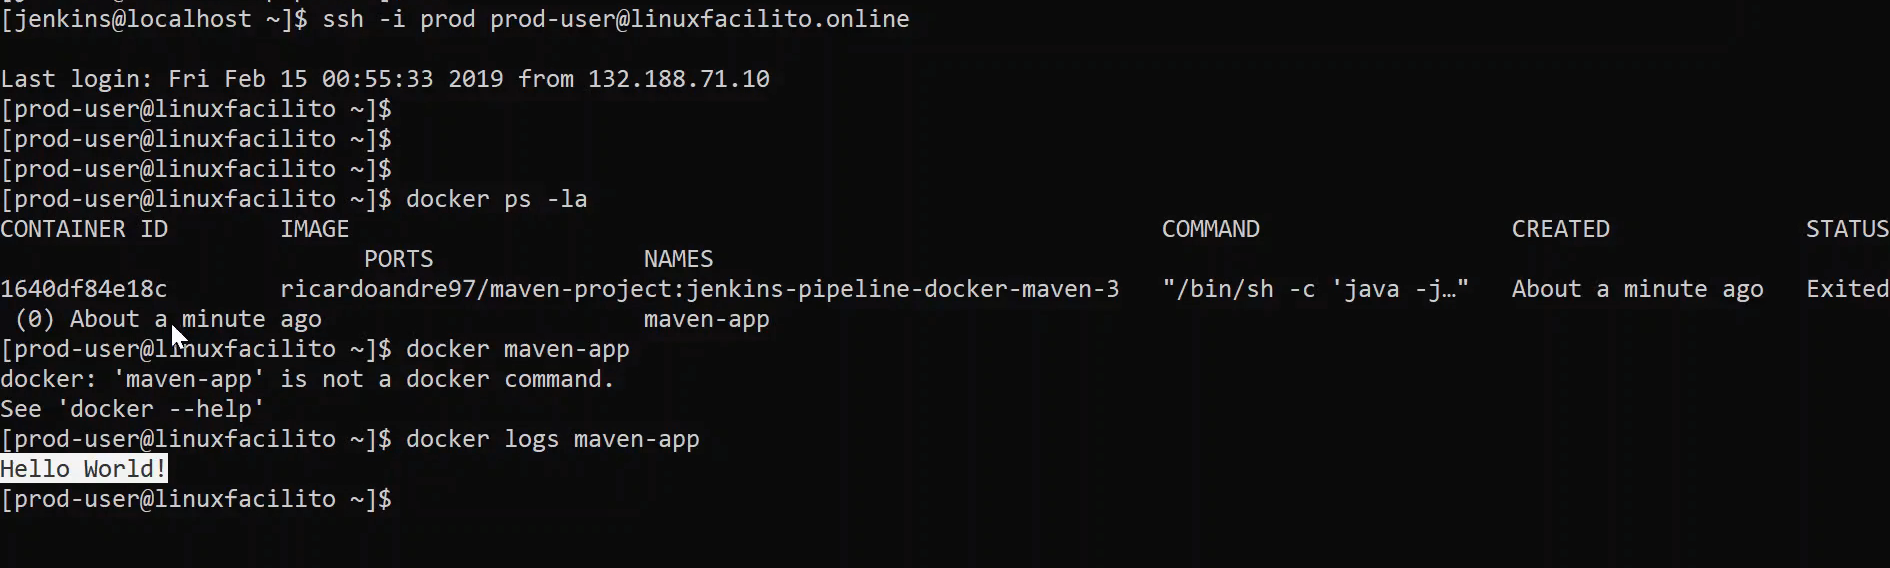 [jenkins@localhost ~]$ ssh -i prod prod-user@linuxfacilito.online
Last login: Fri Feb 15 00:55:33 2019 from 132.188.71.10
[prod-user@linuxfacilito ~]$
[prod-user@linuxfacilito ~]$
[prod-user@linuxfacilito ~]$
[prod-user@linuxfacilito ~]$ docker ps -la
CONTAINER ID        IMAGE                                                          COMMAND                  CREATED              STATUS
                          PORTS               NAMES
1640df84e18c        ricardoandre97/maven-project:jenkins-pipeline-docker-maven-3   "/bin/sh -c 'java -j…"   About a minute ago   Exited
 (0) About a minute ago                       maven-app
[prod-user@linuxfacilito ~]$ docker maven-app
docker: 'maven-app' is not a docker command.
See 'docker --help'
[prod-user@linuxfacilito ~]$ docker logs maven-app
Hello World!
[prod-user@linuxfacilito ~]$